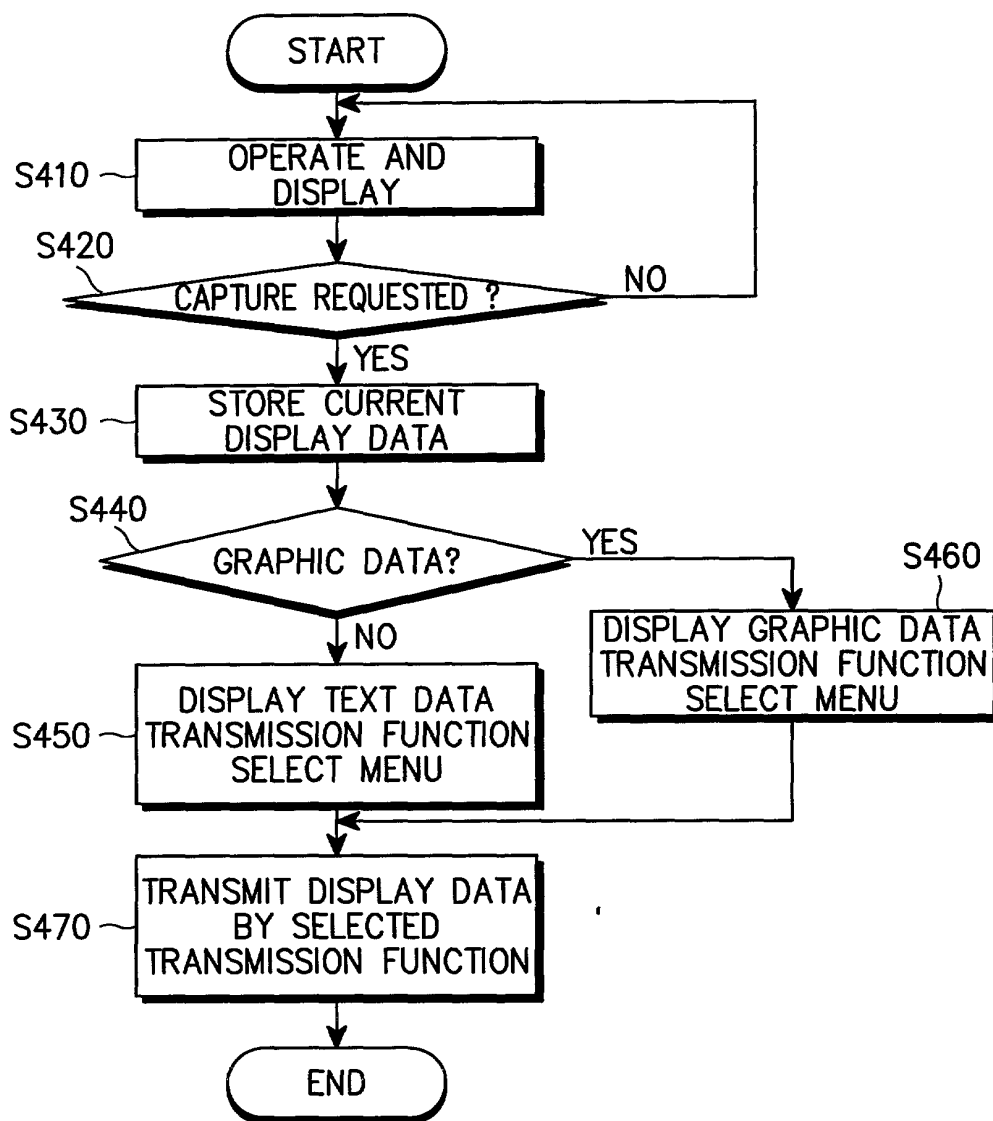 START
S410
OPERATE AND
DISPLAY
S420
CAPTURE REQUESTED ?
NO
YES
S430
STORE CURRENT
DISPLAY DATA
S440
GRAPHIC DATA?
YES
NO
S460
DISPLAY GRAPHIC DATA
TRANSMISSION FUNCTION
SELECT MENU
S450
DISPLAY TEXT DATA
TRANSMISSION FUNCTION
SELECT MENU
S470
TRANSMIT DISPLAY DATA
BY SELECTED
TRANSMISSION FUNCTION
END